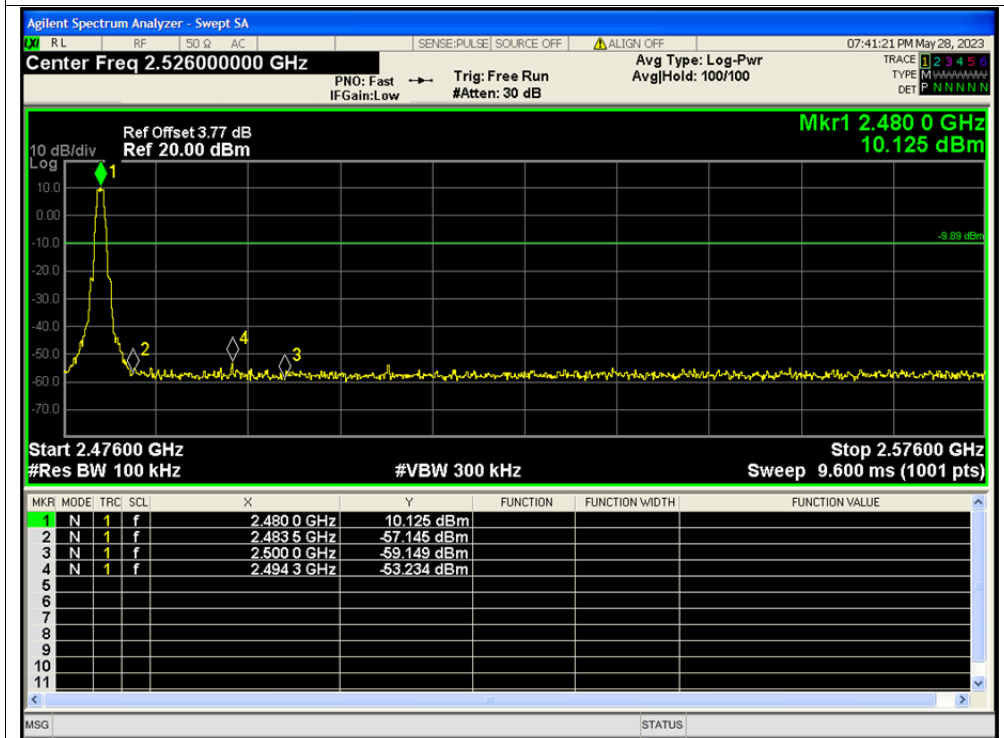 Agilent Spectrum Analyzer - Swept SA
LXI RL RF 50 Ω AC SENSE:PULSE SOURCE OFF ALIGN OFF 07:41:21 PM May 28, 2023
Center Freq 2.526000000 GHz
PNO: Fast
IFGain:Low
Trig: Free Run
#Atten: 30 dB
Avg Type: Log-Pwr
Avg|Hold: 100/100
TRACE 1 2 3 4 5 6
TYPE M
DET P N N N N N
Ref Offset 3.77 dB
10 dB/div Ref 20.00 dBm
Log
Mkr1 2.480 0 GHz
10.125 dBm
10.0
0.00
-10.0
-20.0
-30.0
-40.0
-50.0
-60.0
-70.0
1
2
4
3
-9.89 dBm
Start 2.47600 GHz Stop 2.57600 GHz
#Res BW 100 kHz #VBW 300 kHz Sweep 9.600 ms (1001 pts)
MKR MODE TRC SCL X Y FUNCTION FUNCTION WIDTH FUNCTION VALUE
1 N 1 f 2.480 0 GHz 10.125 dBm
2 N 1 f 2.483 5 GHz -57.145 dBm
3 N 1 f 2.500 0 GHz -59.149 dBm
4 N 1 f 2.494 3 GHz -53.234 dBm
5
6
7
8
9
10
11
MSG STATUS